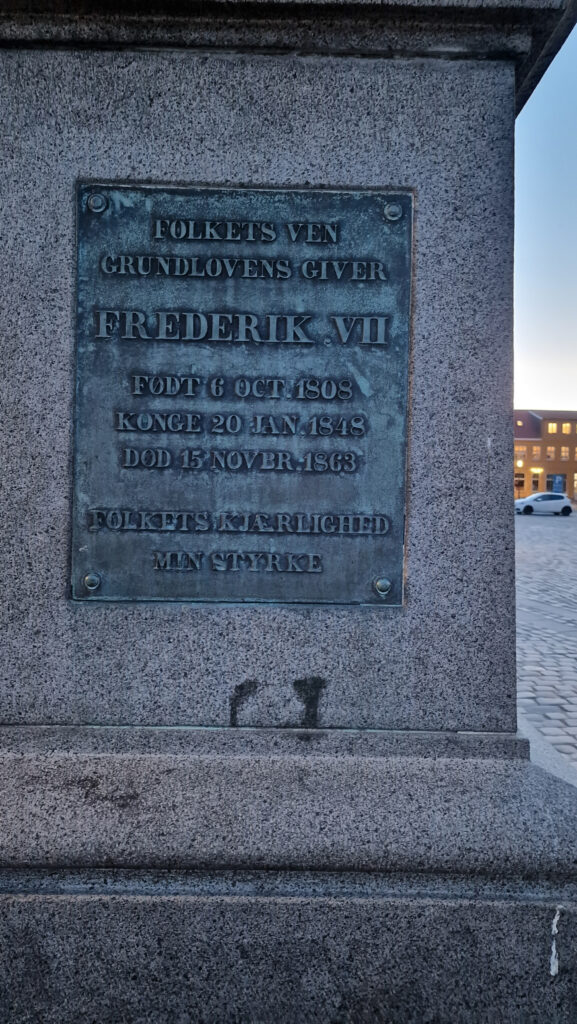 FOLKETS VEN
GRUNDLOVENS GIVER
FREDERIK VII
FØDT 6 OCT. 1808
KONGE 20 JAN. 1848
DØD 15 NOVBR. 1863
FOLKETS KJÆRLIGHED
MIN STYRKE